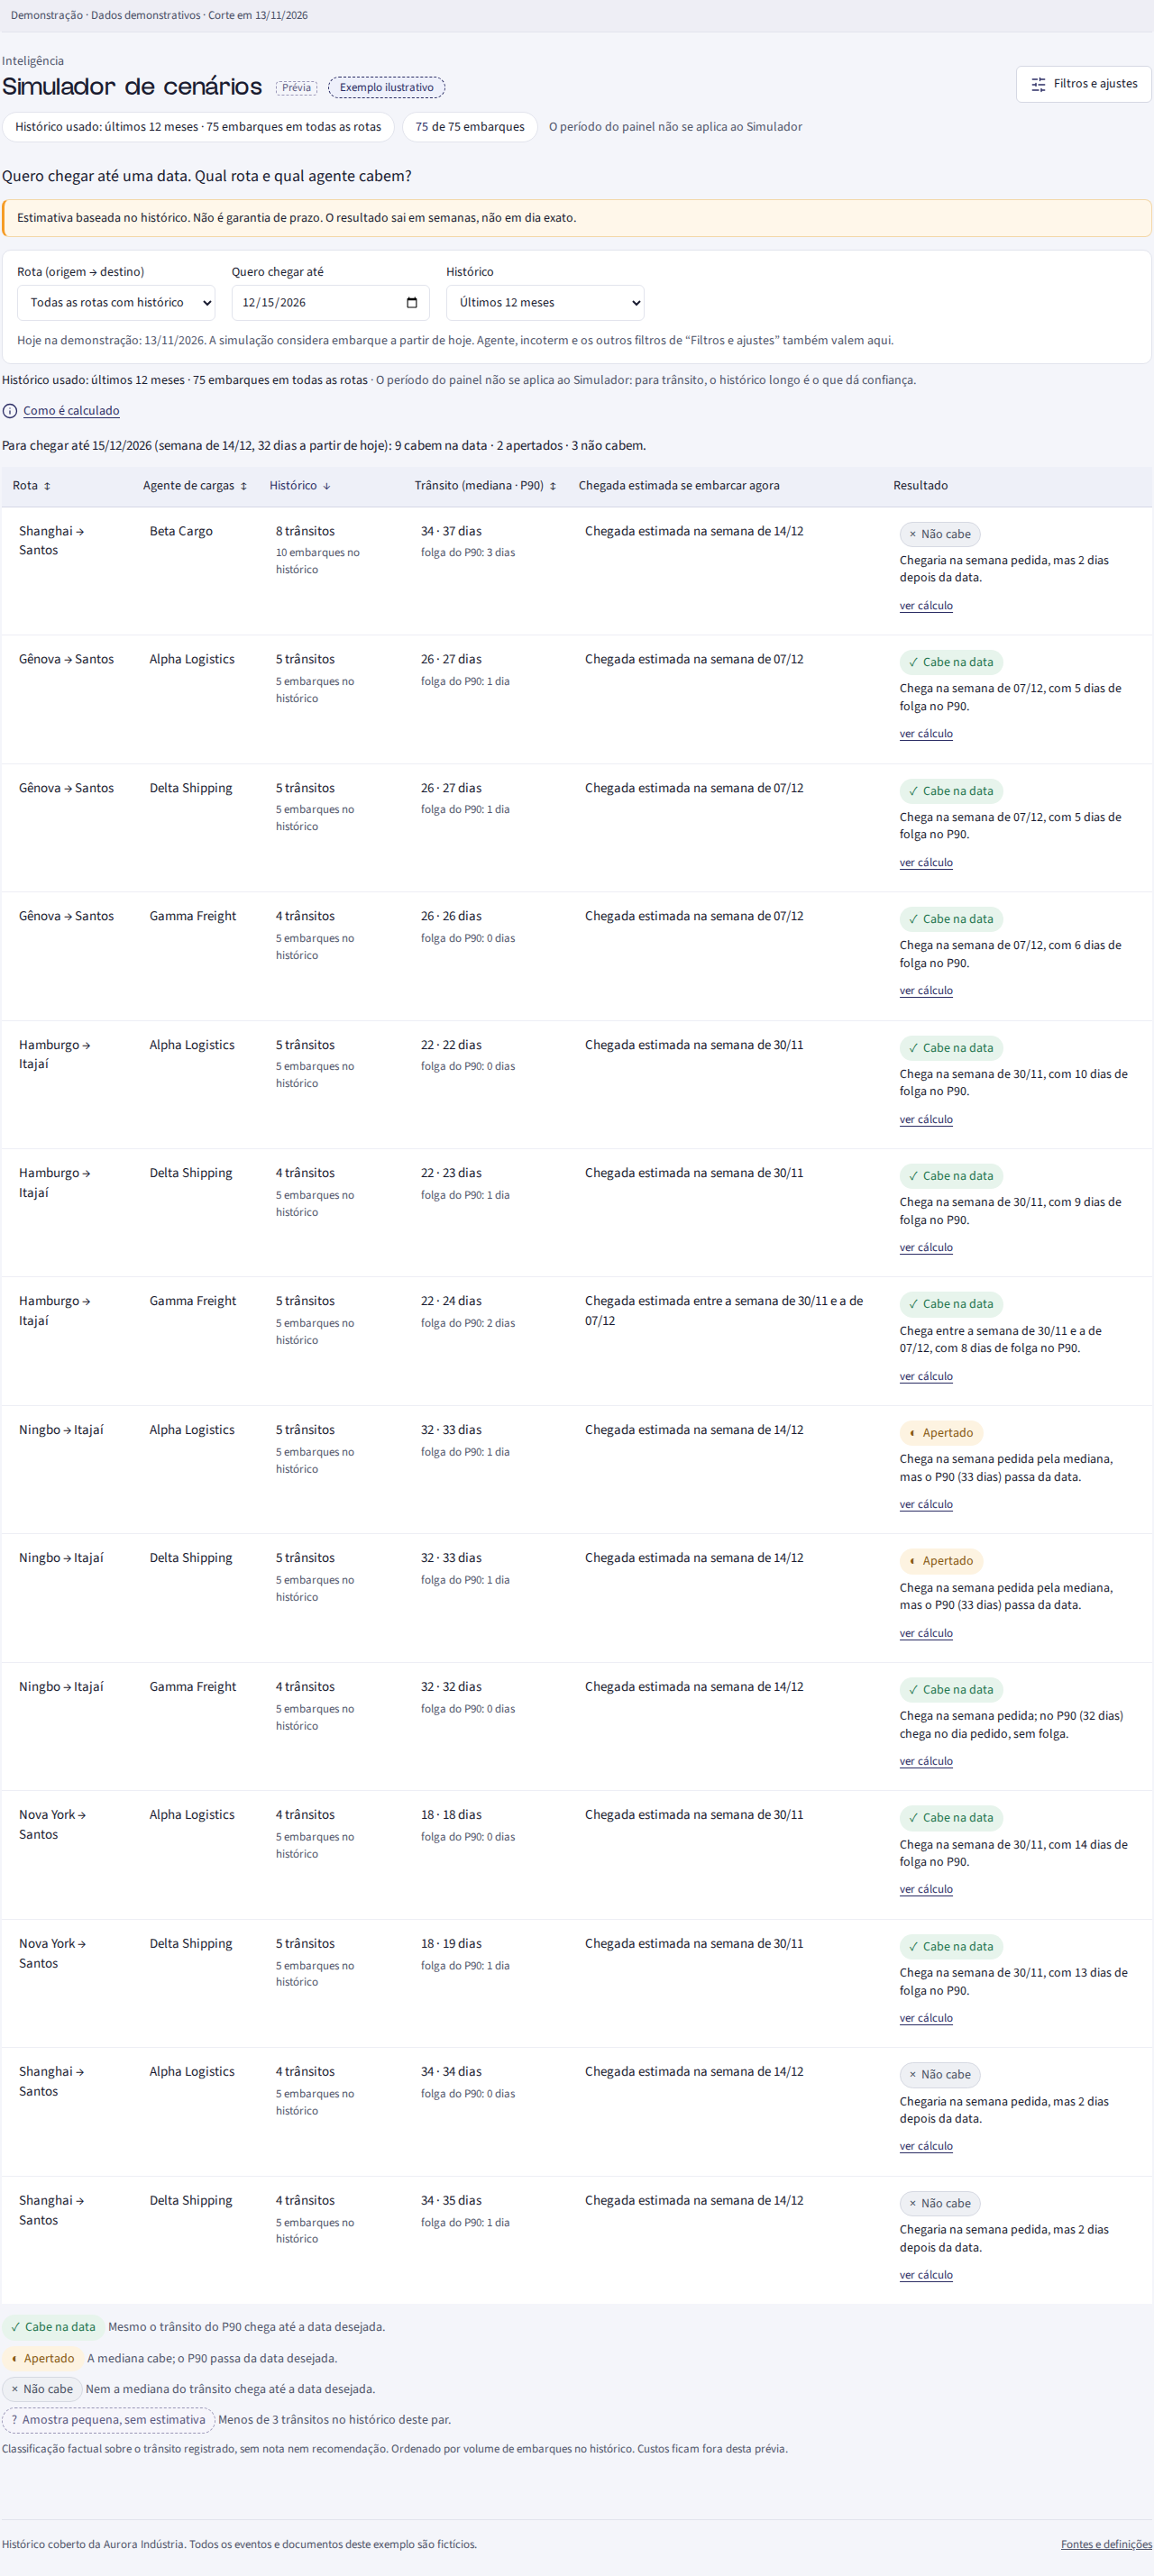 Demonstração · Dados demonstrativos · Corte em 13/11/2026
Inteligência
Simulador de cenários Prévia Exemplo ilustrativo
Filtros e ajustes
Histórico usado: últimos 12 meses · 75 embarques em todas as rotas 75 de 75 embarques O período do painel não se aplica ao Simulador
Quero chegar até uma data. Qual rota e qual agente cabem?
Estimativa baseada no histórico. Não é garantia de prazo. O resultado sai em semanas, não em dia exato.
Rota (origem → destino) Quero chegar até Histórico
Todas as rotas com histórico 12/15/2026 Últimos 12 meses
Hoje na demonstração: 13/11/2026. A simulação considera embarque a partir de hoje. Agente, incoterm e os outros filtros de “Filtros e ajustes” também valem aqui.
Histórico usado: últimos 12 meses · 75 embarques em todas as rotas · O período do painel não se aplica ao Simulador: para trânsito, o histórico longo é o que dá confiança.
Como é calculado
Para chegar até 15/12/2026 (semana de 14/12, 32 dias a partir de hoje): 9 cabem na data · 2 apertados · 3 não cabem.
Rota ↕ Agente de cargas ↕ Histórico ↓ Trânsito (mediana · P90) ↕ Chegada estimada se embarcar agora Resultado
Shanghai →
Santos
Beta Cargo
8 trânsitos
10 embarques no
histórico
34 · 37 dias
folga do P90: 3 dias
Chegada estimada na semana de 14/12
× Não cabe
Chegaria na semana pedida, mas 2 dias
depois da data.
ver cálculo
Gênova → Santos
Alpha Logistics
5 trânsitos
5 embarques no
histórico
26 · 27 dias
folga do P90: 1 dia
Chegada estimada na semana de 07/12
✓ Cabe na data
Chega na semana de 07/12, com 5 dias de
folga no P90.
ver cálculo
Gênova → Santos
Delta Shipping
5 trânsitos
5 embarques no
histórico
26 · 27 dias
folga do P90: 1 dia
Chegada estimada na semana de 07/12
✓ Cabe na data
Chega na semana de 07/12, com 5 dias de
folga no P90.
ver cálculo
Gênova → Santos
Gamma Freight
4 trânsitos
5 embarques no
histórico
26 · 26 dias
folga do P90: 0 dias
Chegada estimada na semana de 07/12
✓ Cabe na data
Chega na semana de 07/12, com 6 dias de
folga no P90.
ver cálculo
Hamburgo →
Itajaí
Alpha Logistics
5 trânsitos
5 embarques no
histórico
22 · 22 dias
folga do P90: 0 dias
Chegada estimada na semana de 30/11
✓ Cabe na data
Chega na semana de 30/11, com 10 dias de
folga no P90.
ver cálculo
Hamburgo →
Itajaí
Delta Shipping
4 trânsitos
5 embarques no
histórico
22 · 23 dias
folga do P90: 1 dia
Chegada estimada na semana de 30/11
✓ Cabe na data
Chega na semana de 30/11, com 9 dias de
folga no P90.
ver cálculo
Hamburgo →
Itajaí
Gamma Freight
5 trânsitos
5 embarques no
histórico
22 · 24 dias
folga do P90: 2 dias
Chegada estimada entre a semana de 30/11 e a de
07/12
✓ Cabe na data
Chega entre a semana de 30/11 e a de
07/12, com 8 dias de folga no P90.
ver cálculo
Ningbo → Itajaí
Alpha Logistics
5 trânsitos
5 embarques no
histórico
32 · 33 dias
folga do P90: 1 dia
Chegada estimada na semana de 14/12
Apertado
Chega na semana pedida pela mediana,
mas o P90 (33 dias) passa da data.
ver cálculo
Ningbo → Itajaí
Delta Shipping
5 trânsitos
5 embarques no
histórico
32 · 33 dias
folga do P90: 1 dia
Chegada estimada na semana de 14/12
Apertado
Chega na semana pedida pela mediana,
mas o P90 (33 dias) passa da data.
ver cálculo
Ningbo → Itajaí
Gamma Freight
4 trânsitos
5 embarques no
histórico
32 · 32 dias
folga do P90: 0 dias
Chegada estimada na semana de 14/12
✓ Cabe na data
Chega na semana pedida; no P90 (32 dias)
chega no dia pedido, sem folga.
ver cálculo
Nova York →
Santos
Alpha Logistics
4 trânsitos
5 embarques no
histórico
18 · 18 dias
folga do P90: 0 dias
Chegada estimada na semana de 30/11
✓ Cabe na data
Chega na semana de 30/11, com 14 dias de
folga no P90.
ver cálculo
Nova York →
Santos
Delta Shipping
5 trânsitos
5 embarques no
histórico
18 · 19 dias
folga do P90: 1 dia
Chegada estimada na semana de 30/11
✓ Cabe na data
Chega na semana de 30/11, com 13 dias de
folga no P90.
ver cálculo
Shanghai →
Santos
Alpha Logistics
4 trânsitos
5 embarques no
histórico
34 · 34 dias
folga do P90: 0 dias
Chegada estimada na semana de 14/12
× Não cabe
Chegaria na semana pedida, mas 2 dias
depois da data.
ver cálculo
Shanghai →
Santos
Delta Shipping
4 trânsitos
5 embarques no
histórico
34 · 35 dias
folga do P90: 1 dia
Chegada estimada na semana de 14/12
× Não cabe
Chegaria na semana pedida, mas 2 dias
depois da data.
ver cálculo
✓ Cabe na data Mesmo o trânsito do P90 chega até a data desejada.
Apertado A mediana cabe; o P90 passa da data desejada.
× Não cabe Nem a mediana do trânsito chega até a data desejada.
? Amostra pequena, sem estimativa Menos de 3 trânsitos no histórico deste par.
Classificação factual sobre o trânsito registrado, sem nota nem recomendação. Ordenado por volume de embarques no histórico. Custos ficam fora desta prévia.
Histórico coberto da Aurora Indústria. Todos os eventos e documentos deste exemplo são fictícios.
Fontes e definições